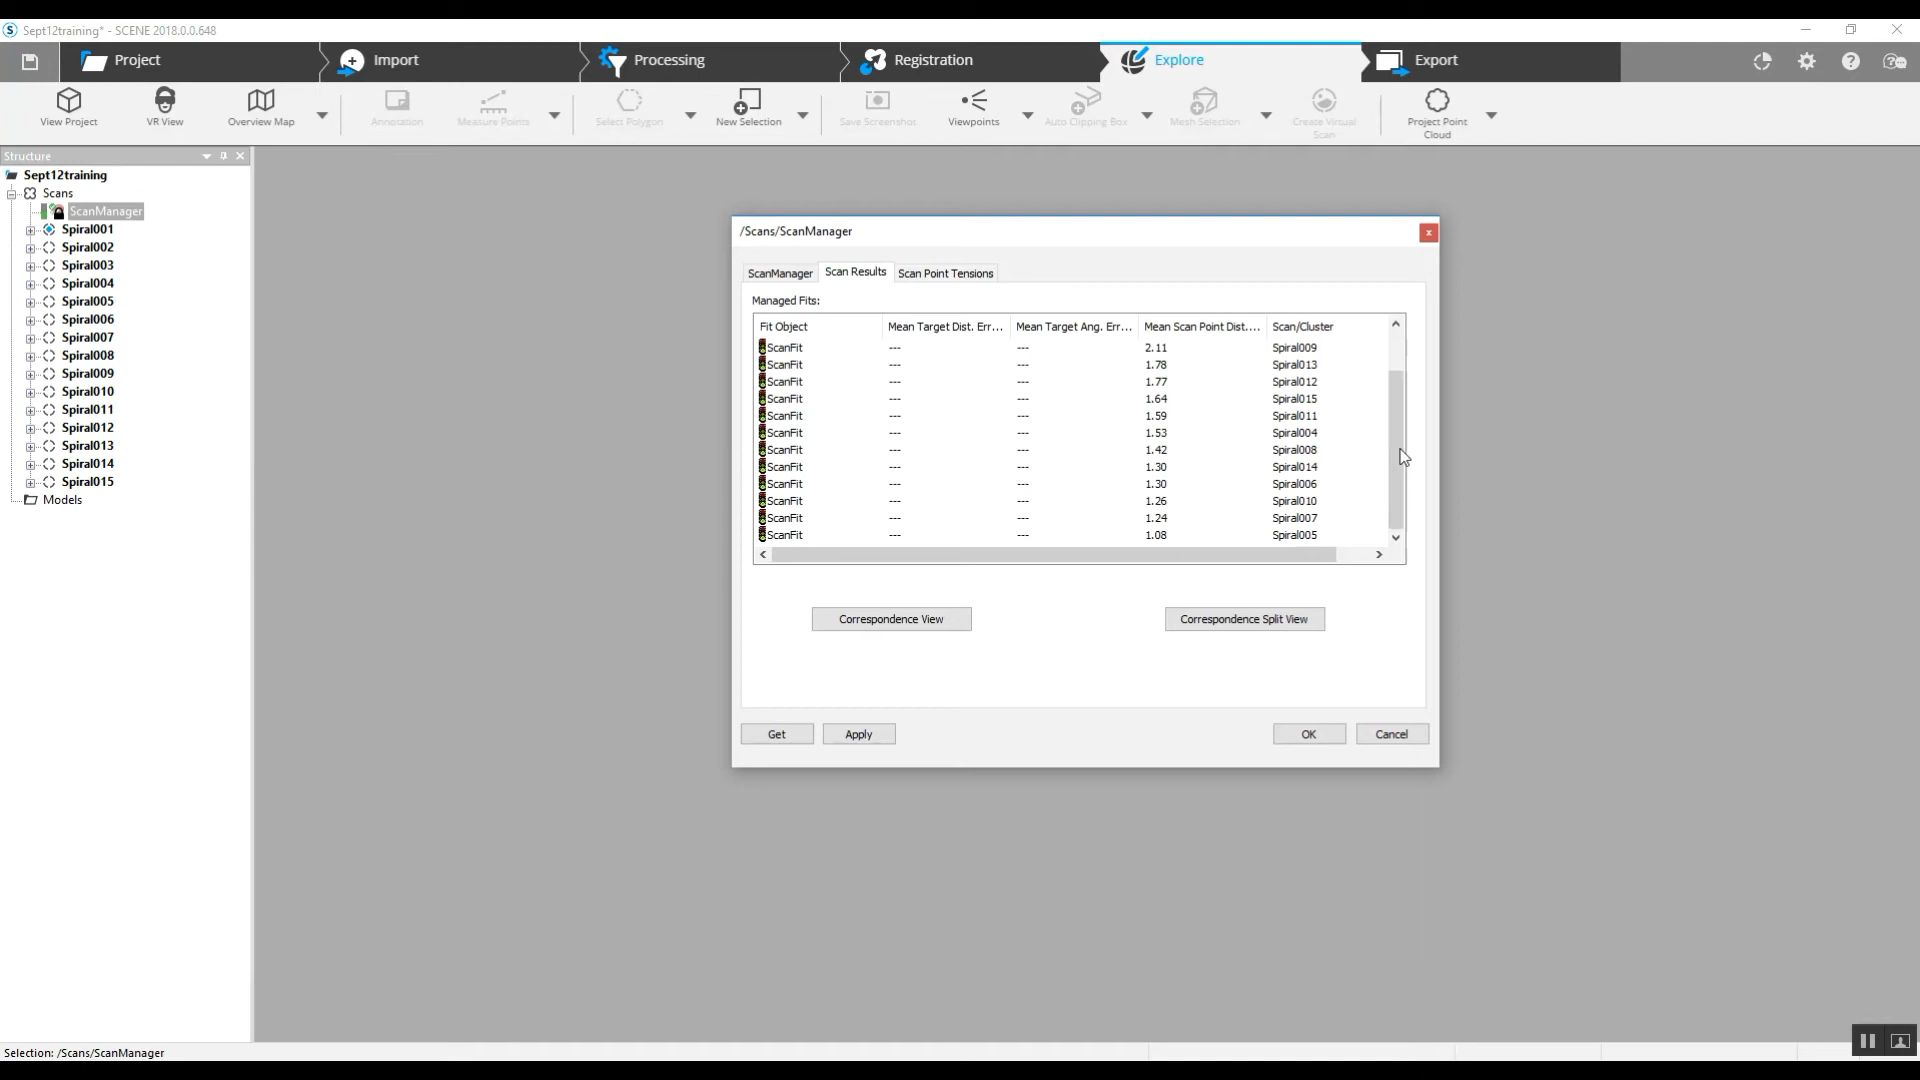 Sept12training* - SCENE 2018.0.0.648
Project
Import
Processing
Registration
Explore
Export
View Project
VR View
Overview Map
Annotation
Measure Points
Select Polygon
New Selection
Save Screenshot
Viewpoints
Auto Clipping Box
Mesh Selection
Create Virtual
Scan
Project Point
Cloud
Structure
Sept12training
Scans
ScanManager
Spiral001
Spiral002
Spiral003
Spiral004
Spiral005
Spiral006
Spiral007
Spiral008
Spiral009
Spiral010
Spiral011
Spiral012
Spiral013
Spiral014
Spiral015
Models
/Scans/ScanManager
ScanManager Scan Results Scan Point Tensions
Managed Fits:
Fit Object Mean Target Dist. Err... Mean Target Ang. Err... Mean Scan Point Dist.... Scan/Cluster
ScanFit --- --- 2.11 Spiral009
ScanFit --- --- 1.78 Spiral013
ScanFit --- --- 1.77 Spiral012
ScanFit --- --- 1.64 Spiral015
ScanFit --- --- 1.59 Spiral011
ScanFit --- --- 1.53 Spiral004
ScanFit --- --- 1.42 Spiral008
ScanFit --- --- 1.30 Spiral014
ScanFit --- --- 1.30 Spiral006
ScanFit --- --- 1.26 Spiral010
ScanFit --- --- 1.24 Spiral007
ScanFit --- --- 1.08 Spiral005
Correspondence View
Correspondence Split View
Get
Apply
OK
Cancel
Selection: /Scans/ScanManager